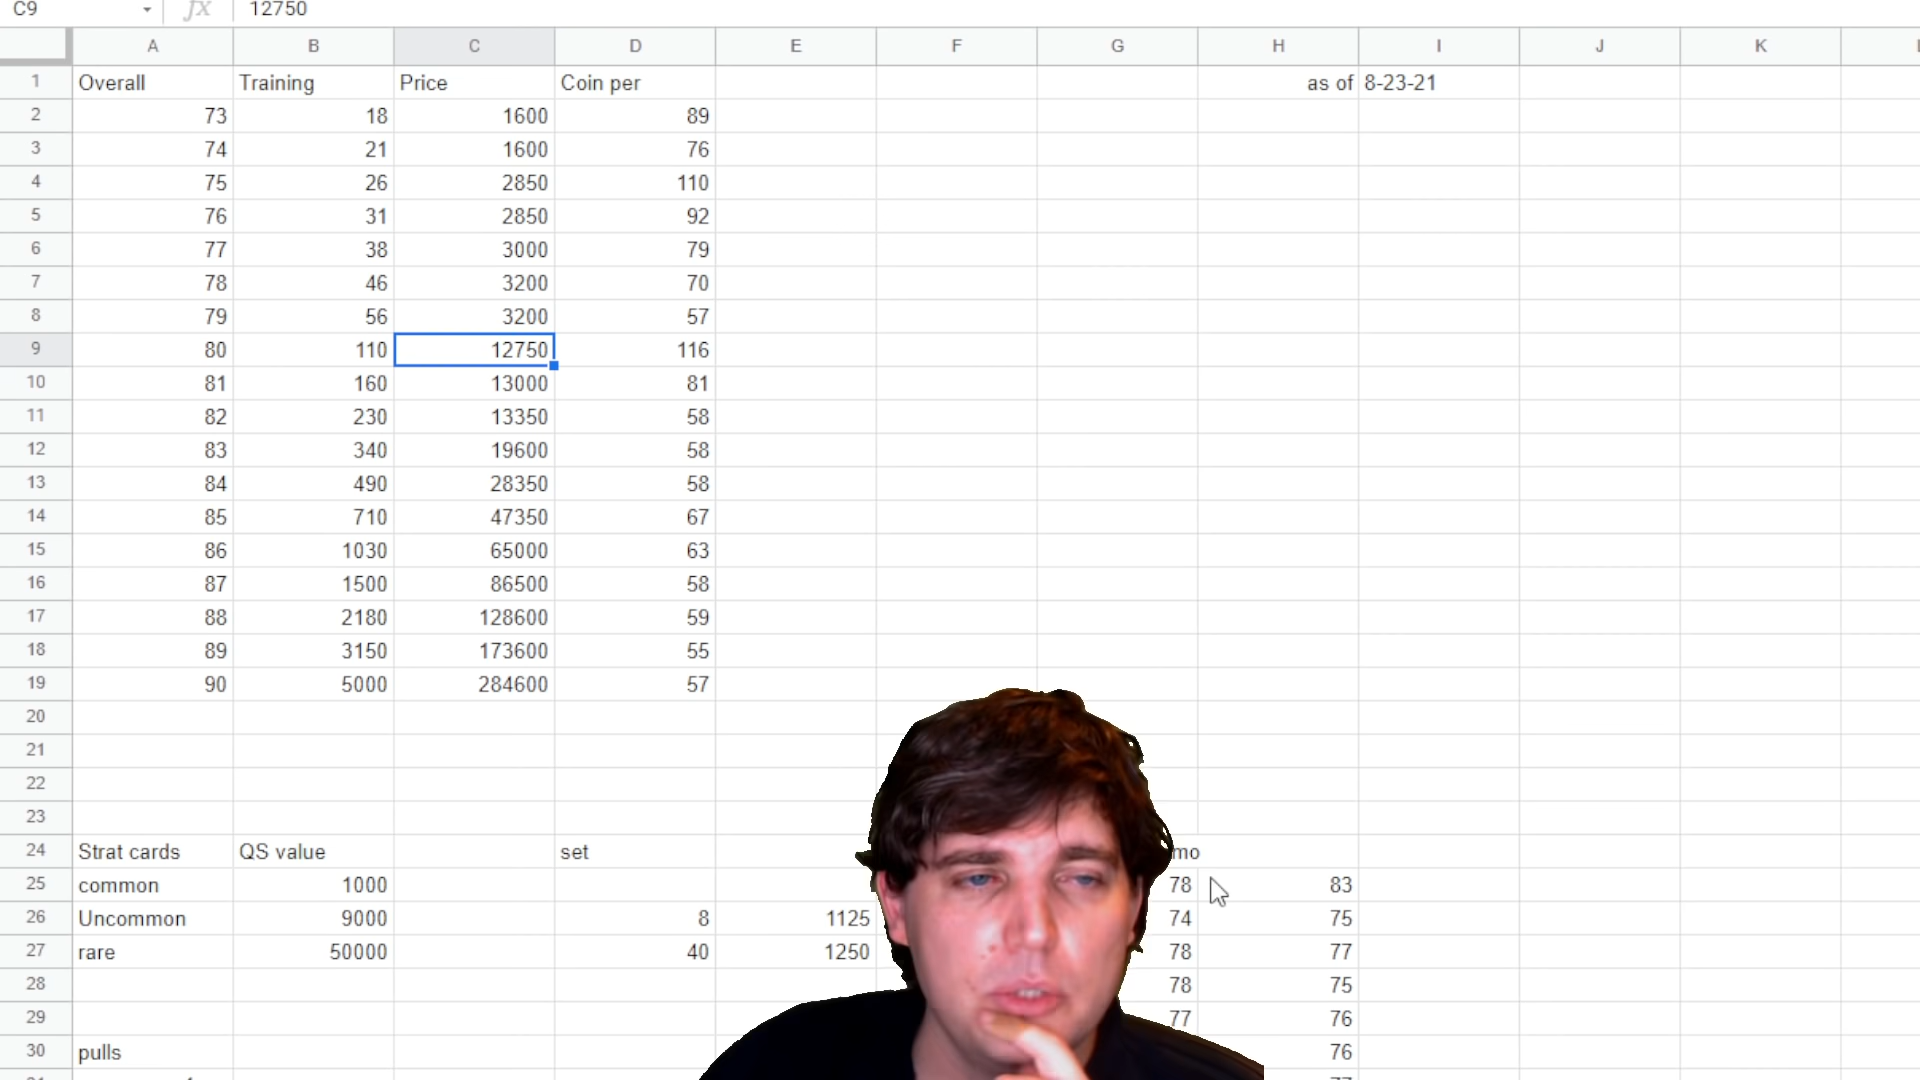 C9 fx 12750
A B C D E F G H I J K
1 Overall Training Price Coin per as of 8-23-21
2 73 18 1600 89
3 74 21 1600 76
4 75 26 2850 110
5 76 31 2850 92
6 77 38 3000 79
7 78 46 3200 70
8 79 56 3200 57
9 80 110 12750 116
10 81 160 13000 81
11 82 230 13350 58
12 83 340 19600 58
13 84 490 28350 58
14 85 710 47350 67
15 86 1030 65000 63
16 87 1500 86500 58
17 88 2180 128600 59
18 89 3150 173600 55
19 90 5000 284600 57
20
21
22
23
24 Strat cards QS value set mo
25 common 1000 78 83
26 Uncommon 9000 8 1125 74 75
27 rare 50000 40 1250 78 77
28 78 75
29 77 76
30 pulls 76